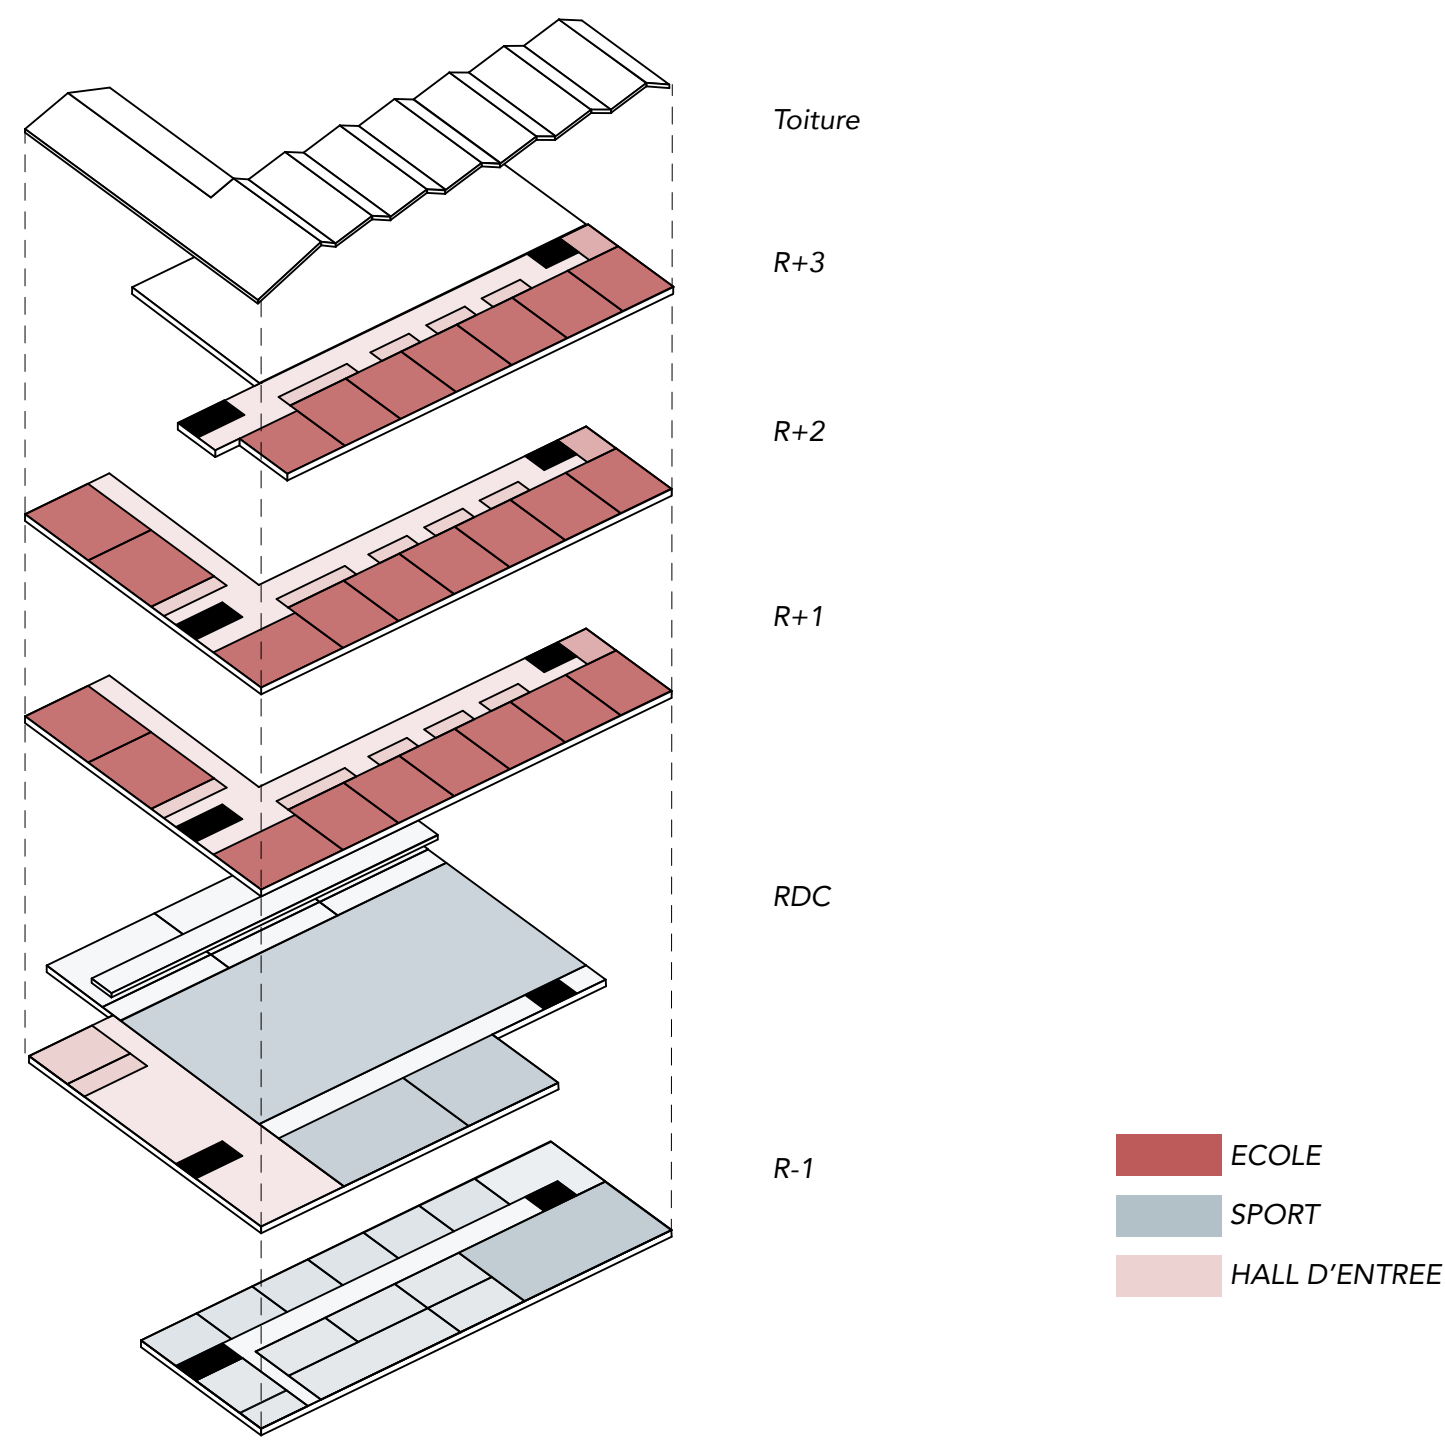 Toiture
R+3
R+2
R+1
RDC
R-1
ECOLE
SPORT
HALL D'ENTREE